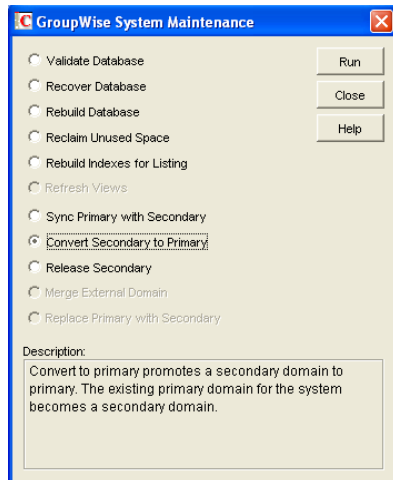 GroupWise System Maintenance
Validate Database
Run
Recover Database
Close
Rebuild Database
Reclaim Unused Space
Help
Rebuild Indexes for Listing
Refresh Views
Sync Primary with Secondary
Convert Secondary to Primary
Release Secondary
Merge External Domain
Replace Primary with Secondary
Description:
Convert to primary promotes a secondary domain to
primary. The existing primary domain for the system
becomes a secondary domain.